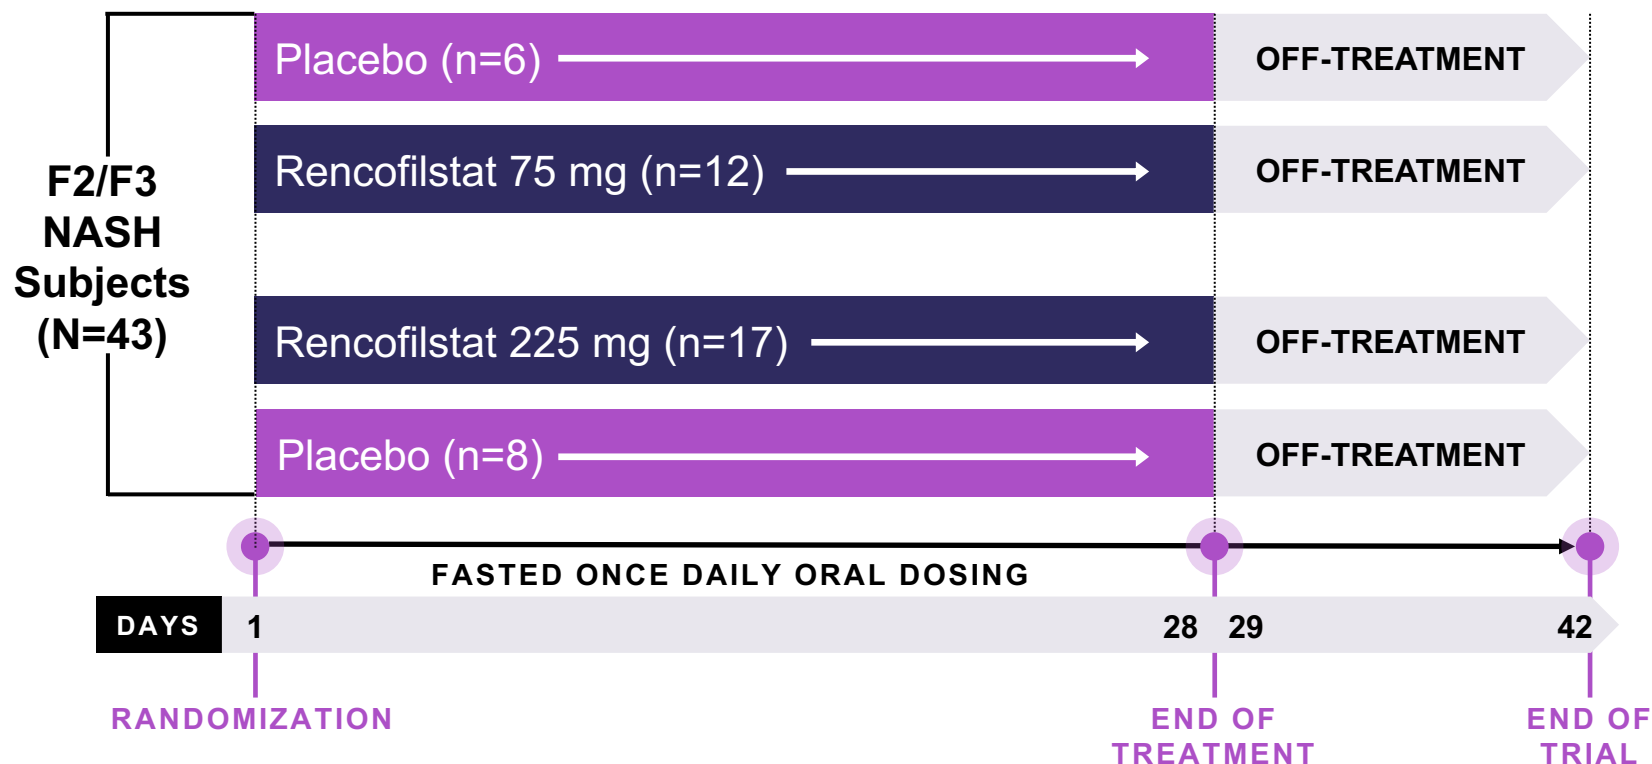 F2/F3
NASH
Subjects
(N=43)
Placebo (n=6)
OFF-TREATMENT
Rencofilstat 75 mg (n=12)
OFF-TREATMENT
Rencofilstat 225 mg (n=17)
OFF-TREATMENT
Placebo (n=8)
OFF-TREATMENT
FASTED ONCE DAILY ORAL DOSING
DAYS 1 28 29 42
RANDOMIZATION
END OF
TREATMENT
END OF
TRIAL